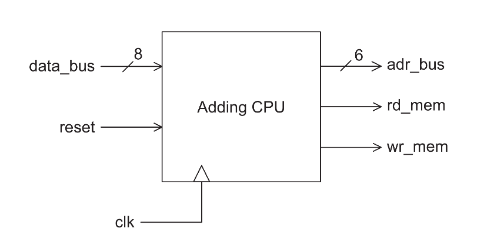 data_bus
8
6
adr_bus
Adding CPU
rd_mem
reset
wr_mem
clk